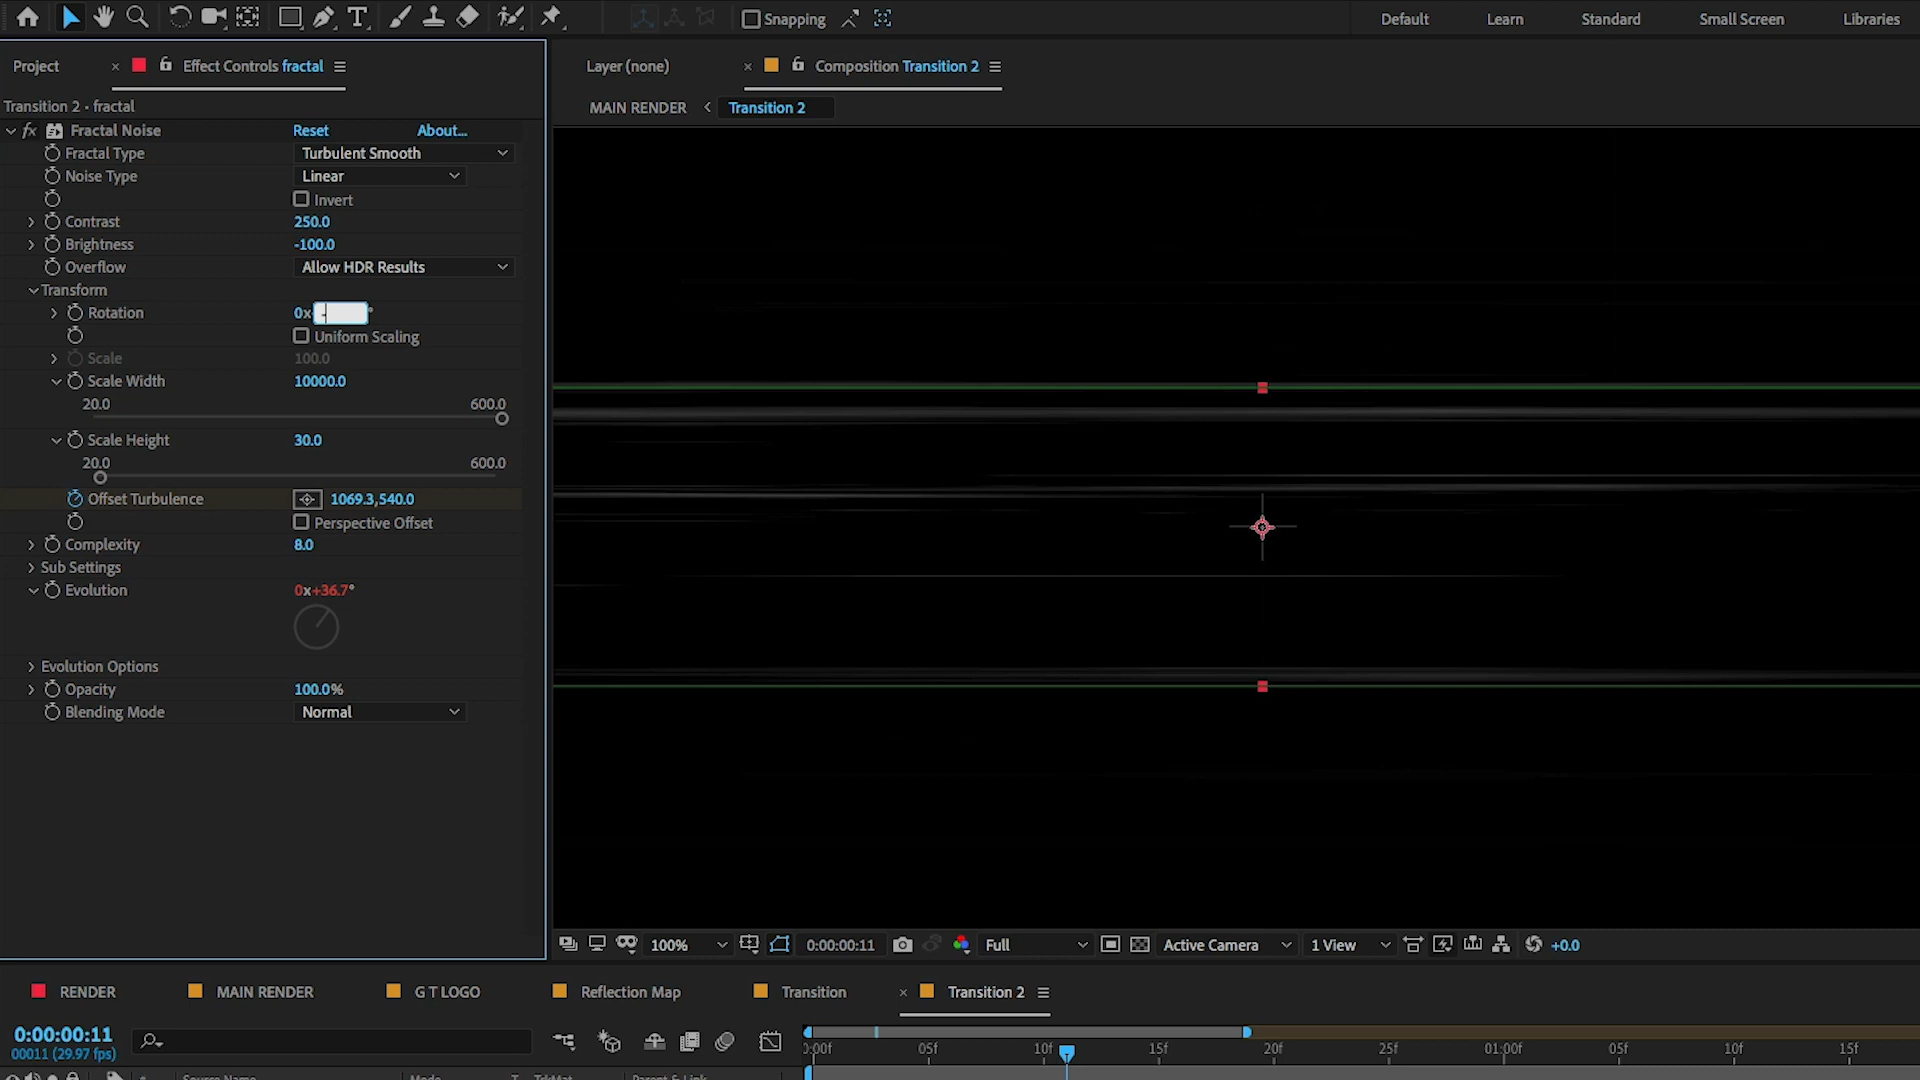 Snapping
Default
Learn
Standard
Small Screen
Libraries
Project
× Effect Controls fractal
Layer (none)
× Composition Transition 2
Transition 2 • fractal
MAIN RENDER
Transition 2
fx Fractal Noise Reset About...
Fractal Type Turbulent Smooth
Noise Type Linear
Invert
Contrast 250.0
Brightness -100.0
Overflow Allow HDR Results
Transform
Rotation 0x-°
Uniform Scaling
Scale 100.0
Scale Width 10000.0
20.0 600.0
Scale Height 30.0
20.0 600.0
Offset Turbulence 1069.3,540.0
Perspective Offset
Complexity 8.0
Sub Settings
Evolution 0x+36.7°
Evolution Options
Opacity 100.0%
Blending Mode Normal
100% 0:00:00:11 Full Active Camera 1 View +0.0
RENDER
MAIN RENDER
G T LOGO
Reflection Map
Transition
× Transition 2
0:00:00:11
00011 (29.97 fps)
:00f 05f 10f 15f 20f 25f 01:00f 05f 10f 15f
# Source Name Mode T TrkMat Parent & Link